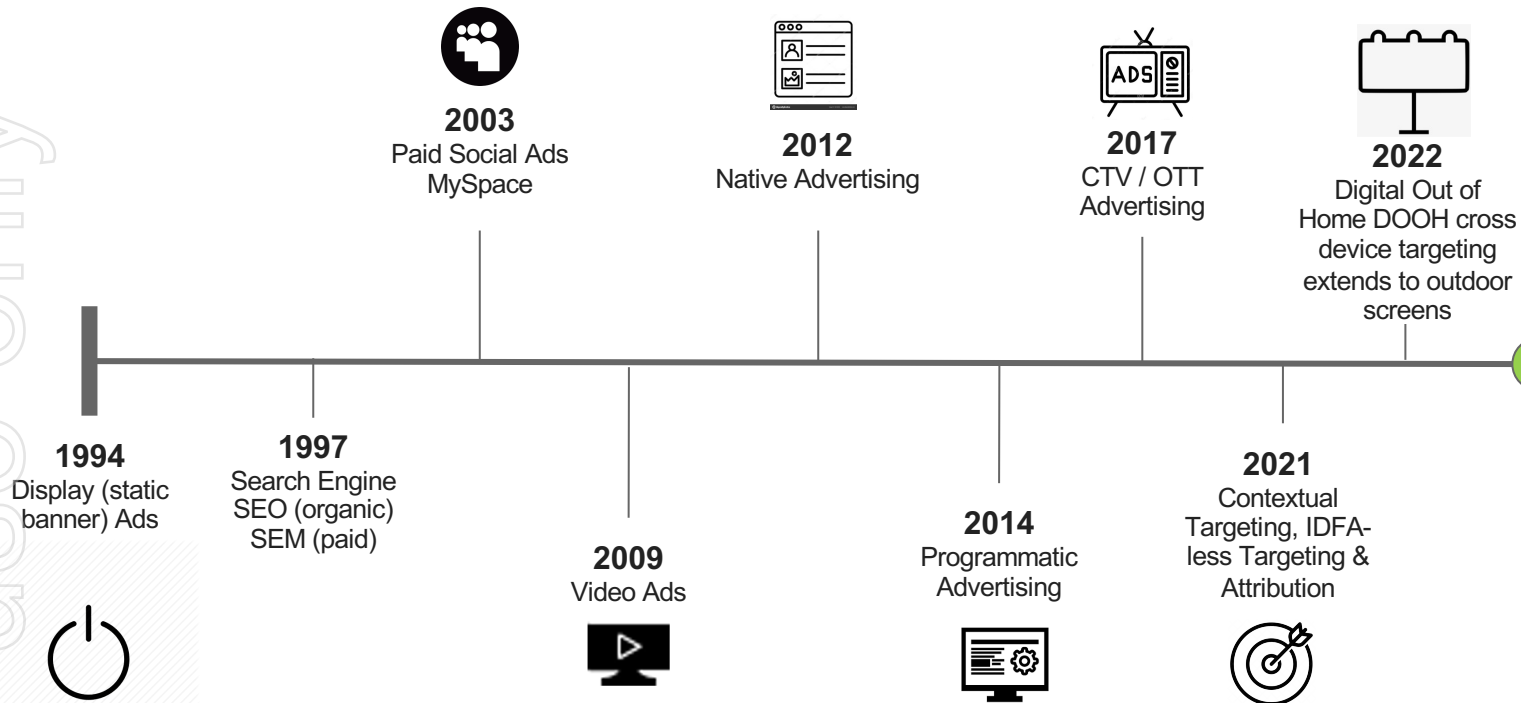 2003
Paid Social Ads
MySpace
2012
Native Advertising
ADS
2017
CTV / OTT
Advertising
2022
Digital Out of
Home DOOH cross
device targeting
extends to outdoor
screens
1994
Display (static
banner) Ads
1997
Search Engine
SEO (organic)
SEM (paid)
2009
Video Ads
2014
Programmatic
Advertising
2021
Contextual
Targeting, IDFA-
less Targeting &
Attribution